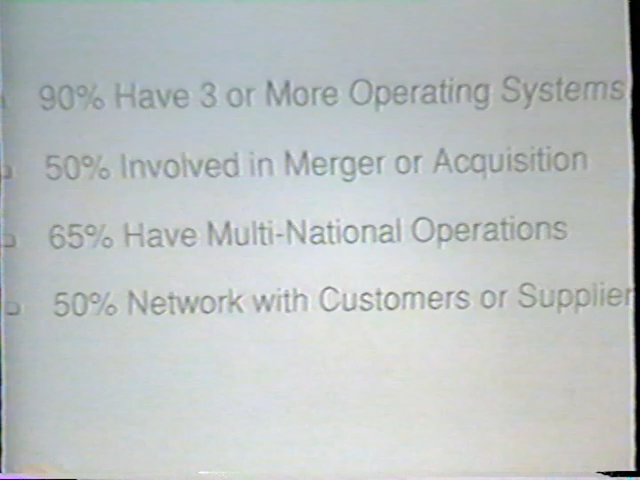 90% Have 3 or More Operating Systems
50% Involved in Merger or Acquisition
65% Have Multi-National Operations
50% Network with Customers or Supplier